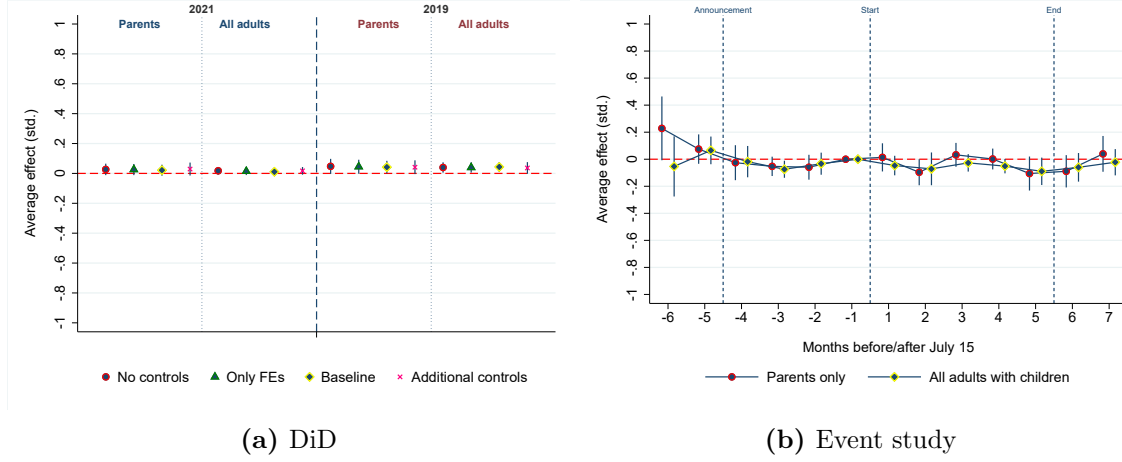 2021 2019
Parents All adults Parents All adults
Average effect (std.)
1
.8
.6
.4
.2
0
-.2
-.4
-.6
-.8
-1
No controls Only FEs Baseline Additional controls
(a) DiD
Announcement Start End
Average effect (std.)
1
.8
.6
.4
.2
0
-.2
-.4
-.6
-.8
-1
-6 -5 -4 -3 -2 -1 1 2 3 4 5 6 7
Months before/after July 15
Parents only All adults with children
(b) Event study